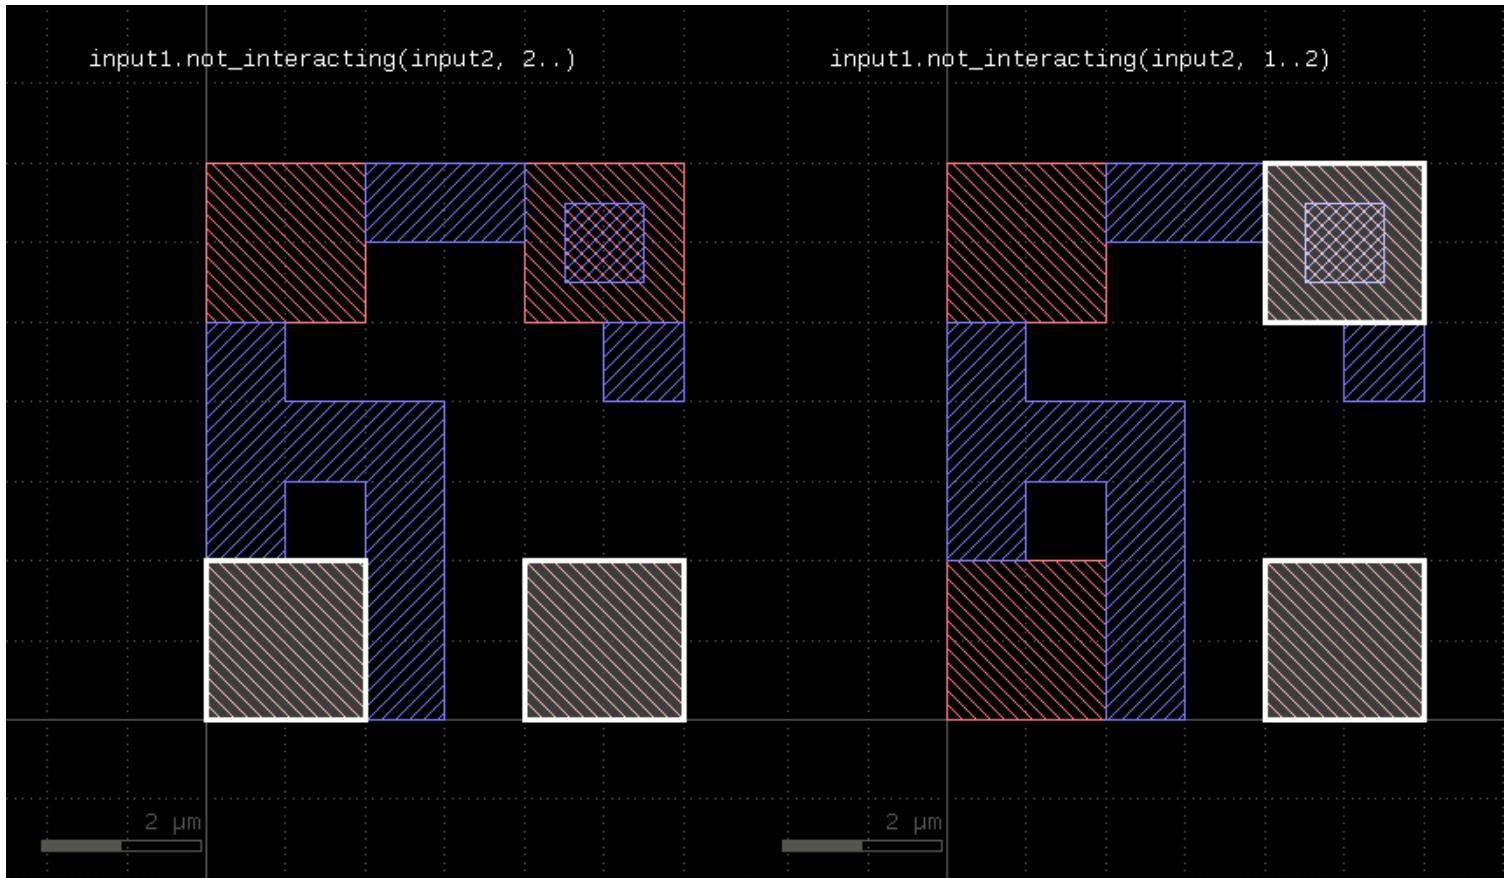 input1.not_interacting(input2, 2..)
input1.not_interacting(input2, 1..2)
2 µm
2 µm